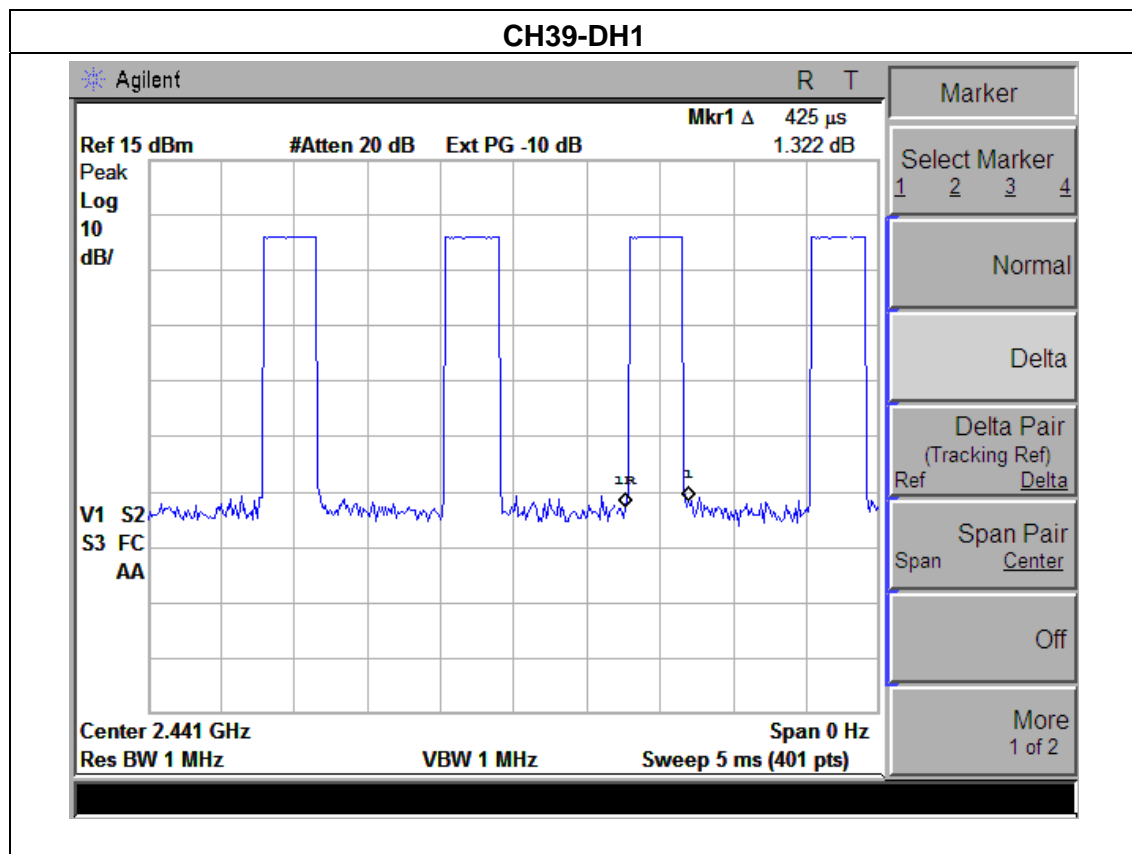 CH39-DH1
Agilent R T
Mkr1 Δ 425 µs
Ref 15 dBm #Atten 20 dB Ext PG -10 dB 1.322 dB
Peak
Log
10
dB/
1R
1
V1 S2
S3 FC
AA
Center 2.441 GHz Span 0 Hz
Res BW 1 MHz VBW 1 MHz Sweep 5 ms (401 pts)
Marker
Select Marker
1 2 3 4
Normal
Delta
Delta Pair
(Tracking Ref)
Ref Delta
Span Pair
Span Center
Off
More
1 of 2